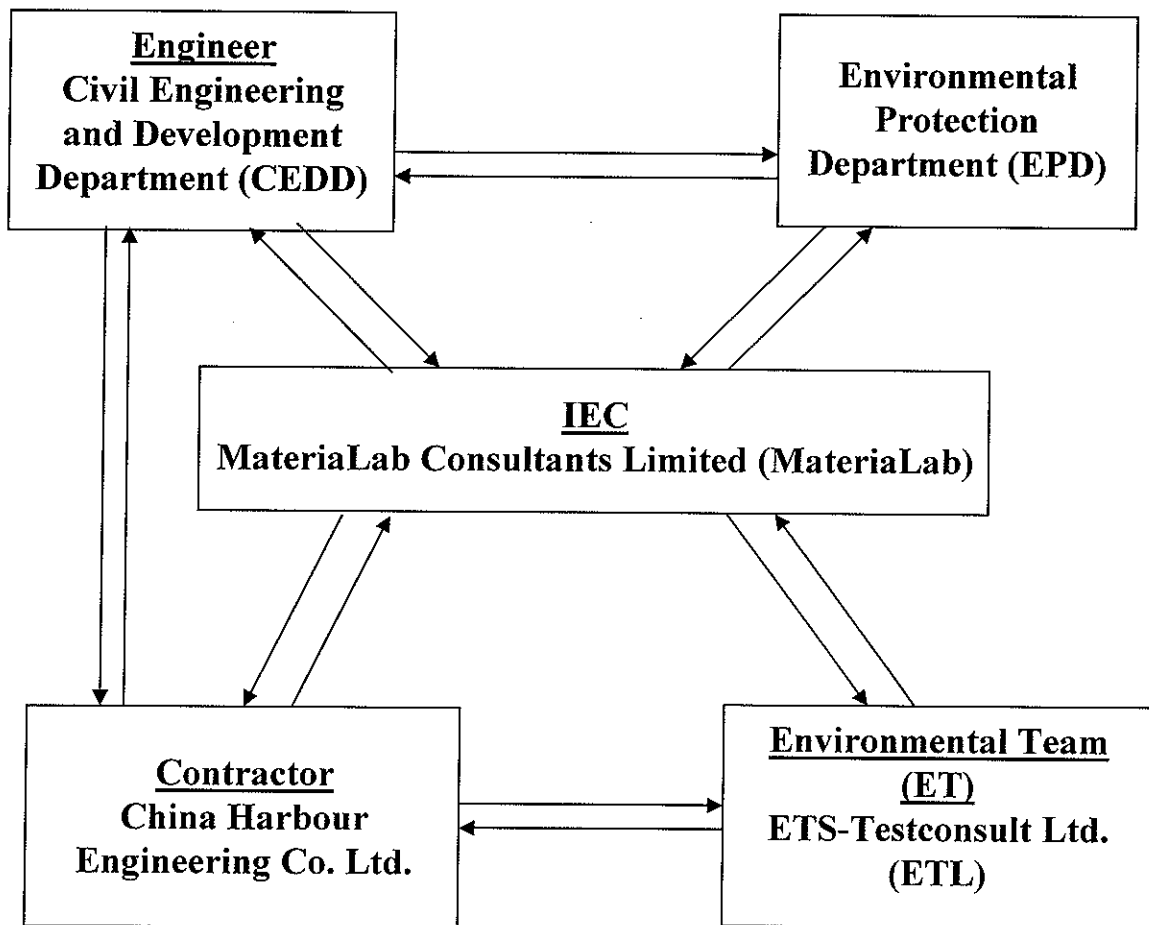 Engineer
Civil Engineering
and Development
Department (CEDD)
Environmental
Protection
Department (EPD)
IEC
MateriaLab Consultants Limited (MateriaLab)
Contractor
China Harbour
Engineering Co. Ltd.
Environmental Team
(ET)
ETS-Testconsult Ltd.
(ETL)